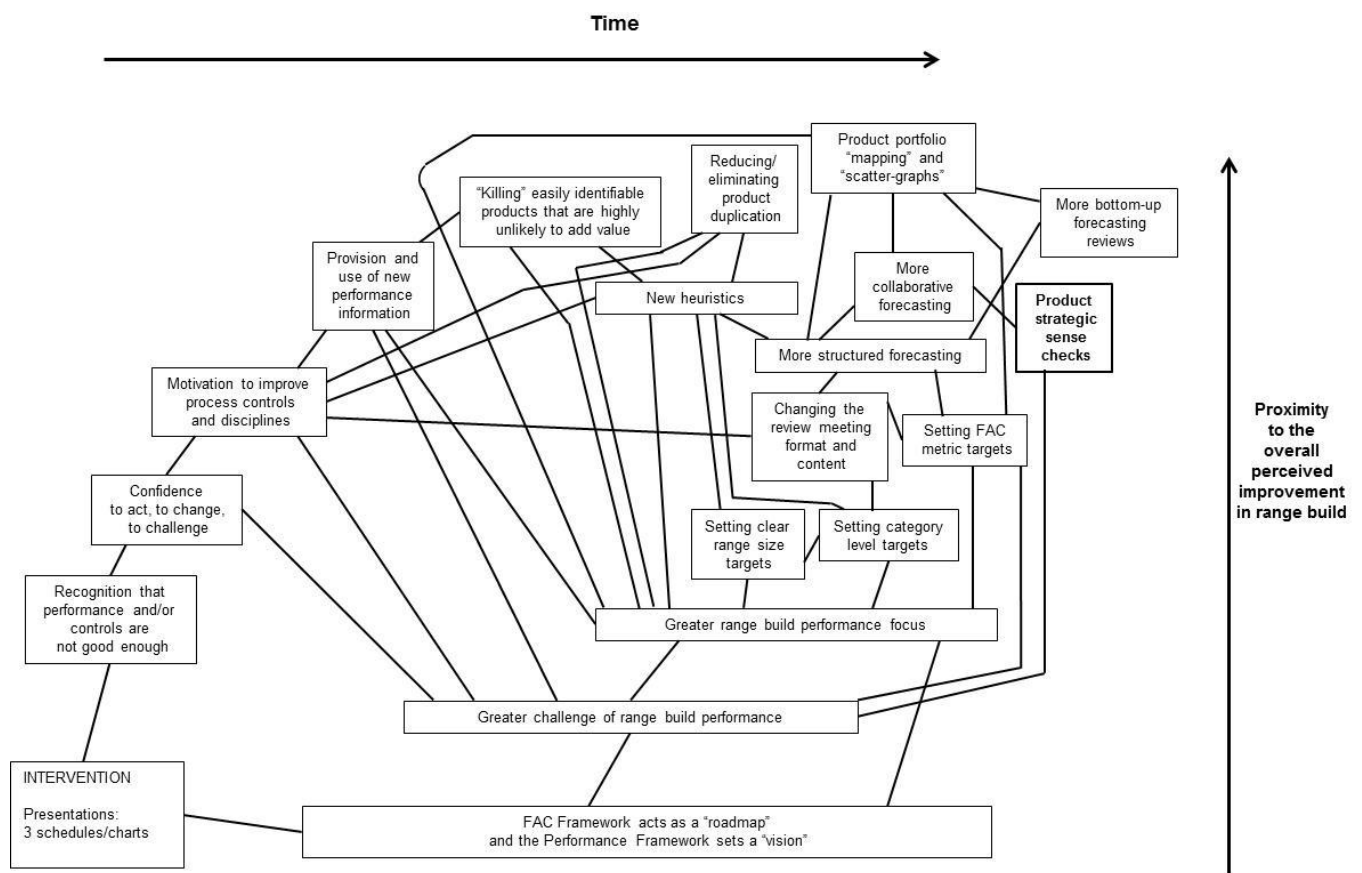 Time
Product portfolio
“mapping” and
“scatter-graphs”
Reducing/
eliminating
product
duplication
“Killing” easily identifiable
products that are highly
unlikely to add value
More bottom-up
forecasting
reviews
Provision and
use of new
performance
information
More
collaborative
forecasting
New heuristics
Product
strategic
sense
checks
More structured forecasting
Motivation to improve
process controls
and disciplines
Changing the
review meeting
format and
content
Setting FAC
metric targets
Proximity
to the
overall
perceived
improvement
in range build
Confidence
to act, to change,
to challenge
Setting clear
range size
targets
Setting category
level targets
Recognition that
performance and/or
controls are
not good enough
Greater range build performance focus
Greater challenge of range build performance
INTERVENTION
Presentations:
3 schedules/charts
FAC Framework acts as a “roadmap”
and the Performance Framework sets a “vision”